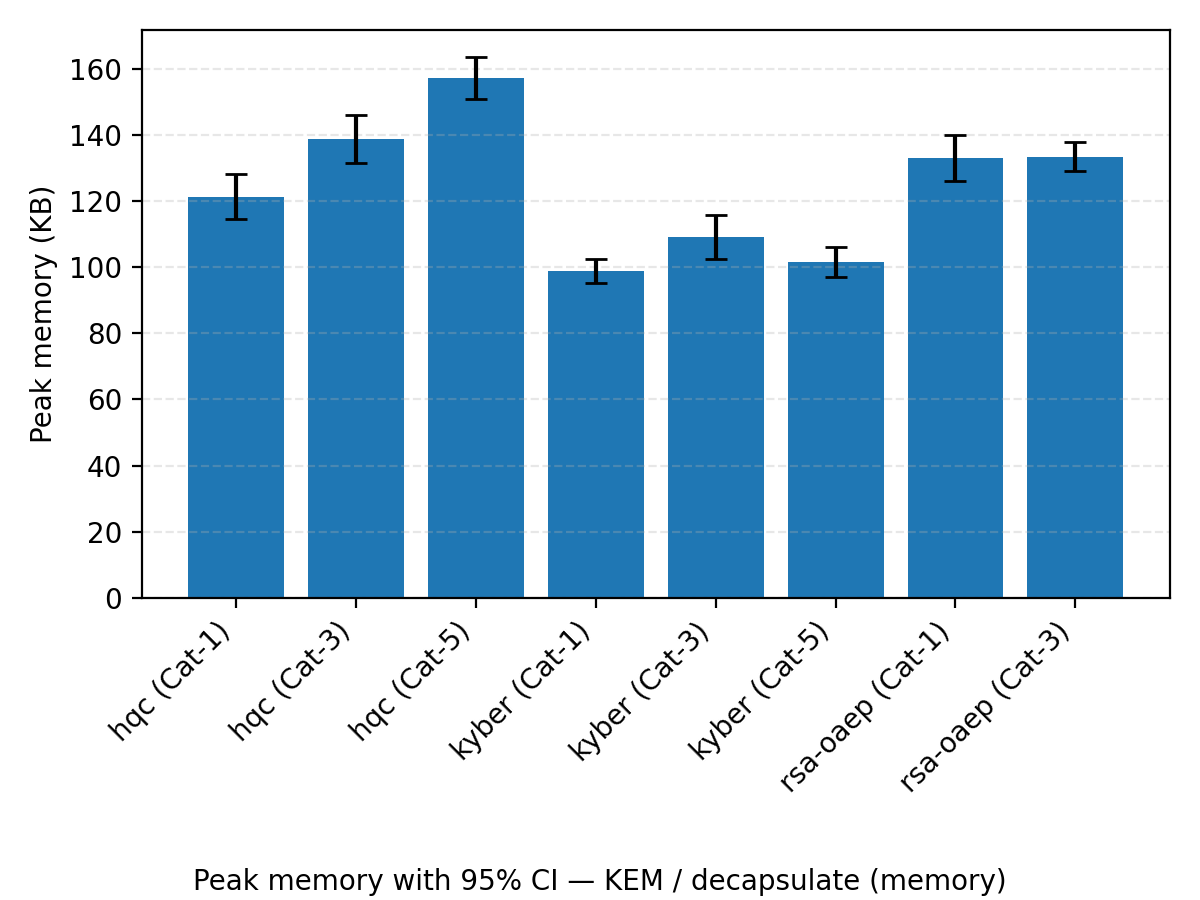 160
140
120
100
80
60
40
20
0
Peak memory (KB)
hqc (Cat-1)
hqc (Cat-3)
hqc (Cat-5)
kyber (Cat-1)
kyber (Cat-3)
kyber (Cat-5)
rsa-oaep (Cat-1)
rsa-oaep (Cat-3)
Peak memory with 95% CI — KEM / decapsulate (memory)